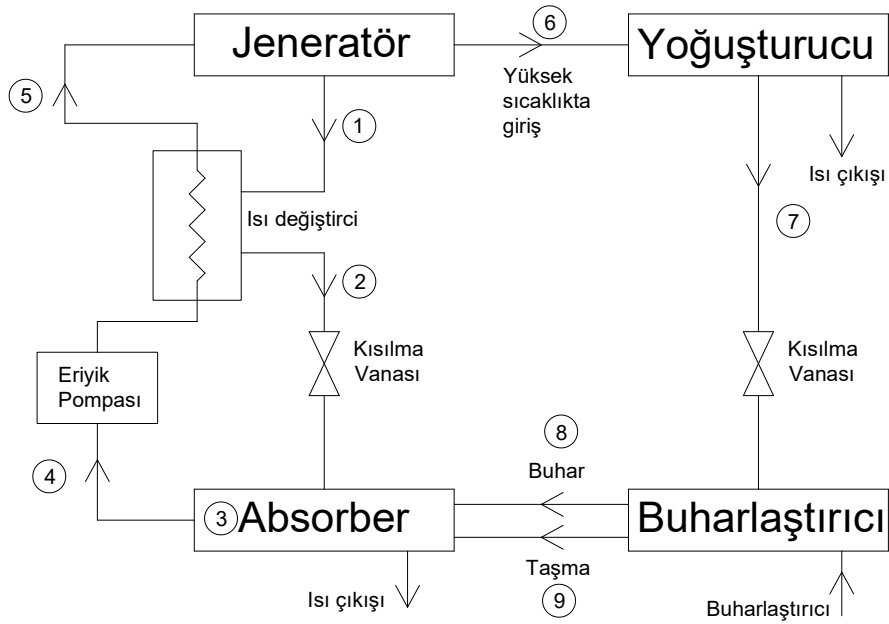 Jeneratör
6
Yoğuşturucu
Yüksek
sıcaklıkta
giriş
5
1
Isı çıkışı
Isı değiştirci
7
2
Kısılma
Vanası
Kısılma
Vanası
Eriyik
Pompası
8
Buhar
4
3
Absorber
Buharlaştırıcı
Taşma
9
Isı çıkışı
Buharlaştırıcı